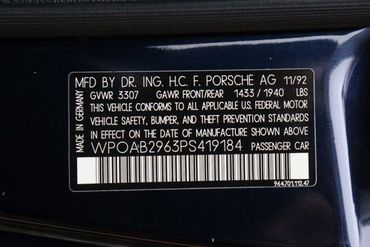 MFD BY DR. ING. H.C. F. PORSCHE AG 11/92
GVWR 3307 GAWR FRONT/REAR 1433 / 1940 LBS
THIS VEHICLE CONFORMS TO ALL APPLICABLE US FEDERAL
MOTOR VEHICLE SAFETY, BUMPER, AND THEFT PREVENTION STANDARDS
IN EFFECT ON THE DATE OF MANUFACTURE SHOWN ABOVE
WPOAB2963PS419184 PASSENGER CAR
964.701.112.47
MADE IN GERMANY